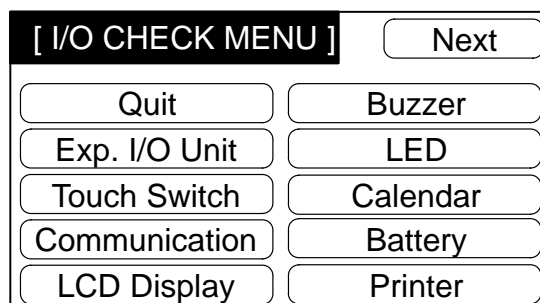 [ I/O CHECK MENU ] Next
Quit Buzzer
Exp. I/O Unit LED
Touch Switch Calendar
Communication Battery
LCD Display Printer